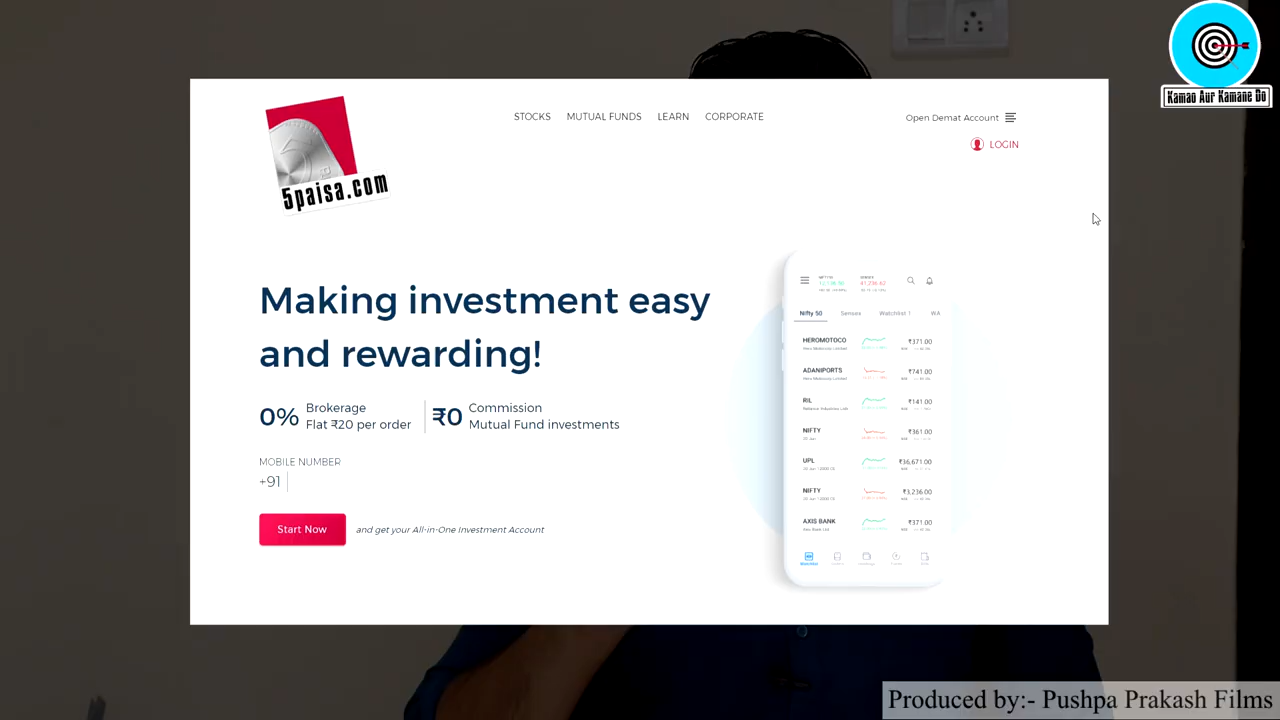 Kamao Aur Kamane Do
STOCKS MUTUAL FUNDS LEARN CORPORATE
Open Demat Account
LOGIN
5paisa.com
Making investment easy
and rewarding!
0% Brokerage
Flat ₹20 per order
₹0 Commission
Mutual Fund investments
MOBILE NUMBER
+91
Start Now and get your All-in-One Investment Account
Nifty 50 Sensex Watchlist 1 WA
HEROMOTOCO ₹371.00
ADANIPORTS ₹741.00
RIL ₹141.00
NIFTY ₹361.00
UPL ₹36,671.00
NIFTY ₹3,236.00
AXIS BANK ₹371.00
Produced by:- Pushpa Prakash Films